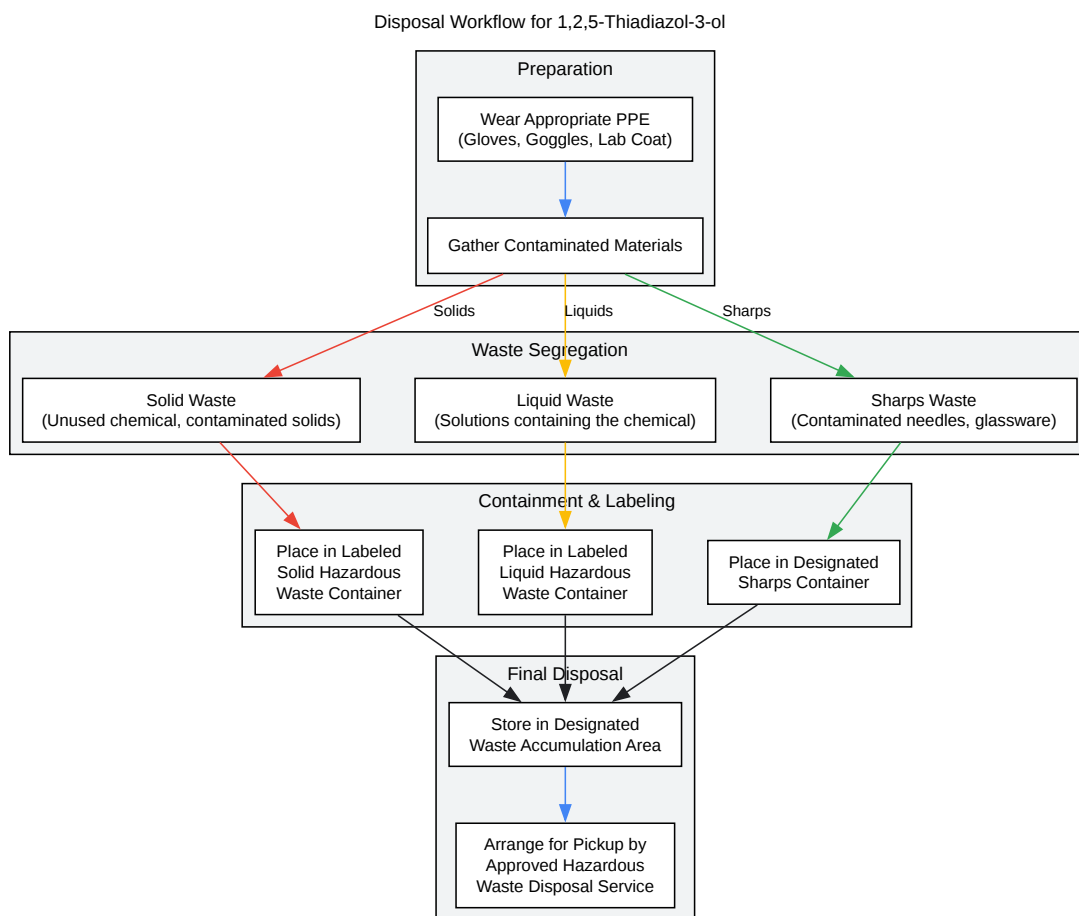 Disposal Workflow for 1,2,5-Thiadiazol-3-ol
Preparation
Wear Appropriate PPE
(Gloves, Goggles, Lab Coat)
Gather Contaminated Materials
Solids
Liquids
Sharps
Waste Segregation
Solid Waste
(Unused chemical, contaminated solids)
Liquid Waste
(Solutions containing the chemical)
Sharps Waste
(Contaminated needles, glassware)
Containment & Labeling
Place in Labeled
Solid Hazardous
Waste Container
Place in Labeled
Liquid Hazardous
Waste Container
Place in Designated
Sharps Container
Final Disposal
Store in Designated
Waste Accumulation Area
Arrange for Pickup by
Approved Hazardous
Waste Disposal Service